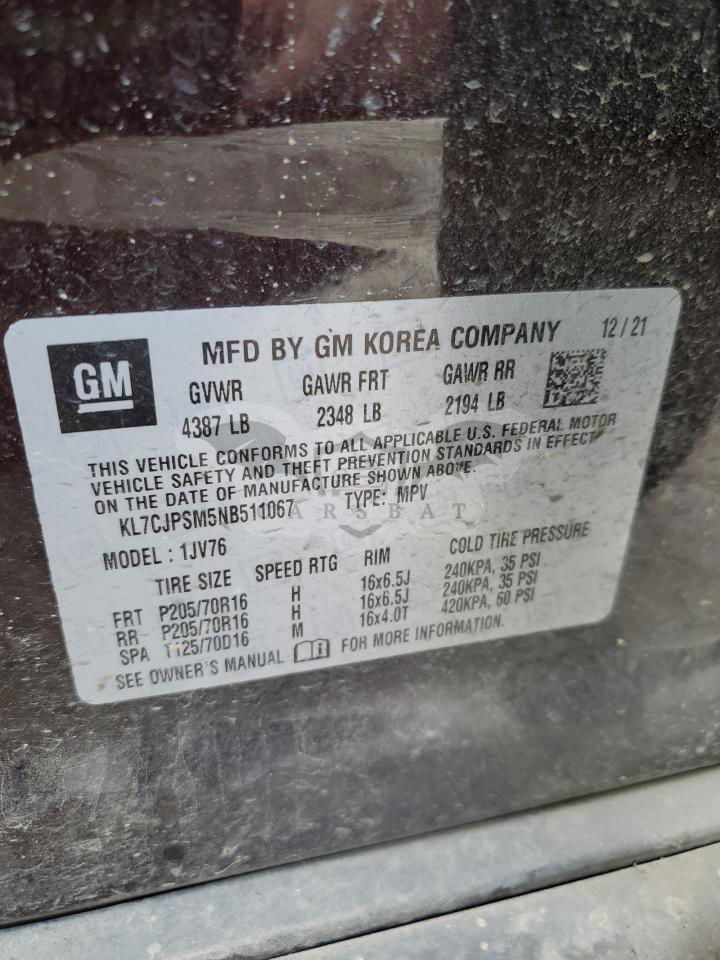 GM
MFD BY GM KOREA COMPANY 12 / 21
GVWR GAWR FRT GAWR RR
4387 LB 2348 LB 2194 LB
THIS VEHICLE CONFORMS TO ALL APPLICABLE U.S. FEDERAL MOTOR
VEHICLE SAFETY AND THEFT PREVENTION STANDARDS IN EFFECT
ON THE DATE OF MANUFACTURE SHOWN ABOVE.
KL7CJPSM5NB511067 TYPE: MPV
MODEL : 1JV76
TIRE SIZE SPEED RTG RIM COLD TIRE PRESSURE
FRT P205/70R16 H 16x6.5J 240KPA, 35 PSI
RR P205/70R16 H 16x6.5J 240KPA, 35 PSI
SPA T125/70D16 M 16x4.0T 420KPA, 60 PSI
SEE OWNER'S MANUAL FOR MORE INFORMATION.